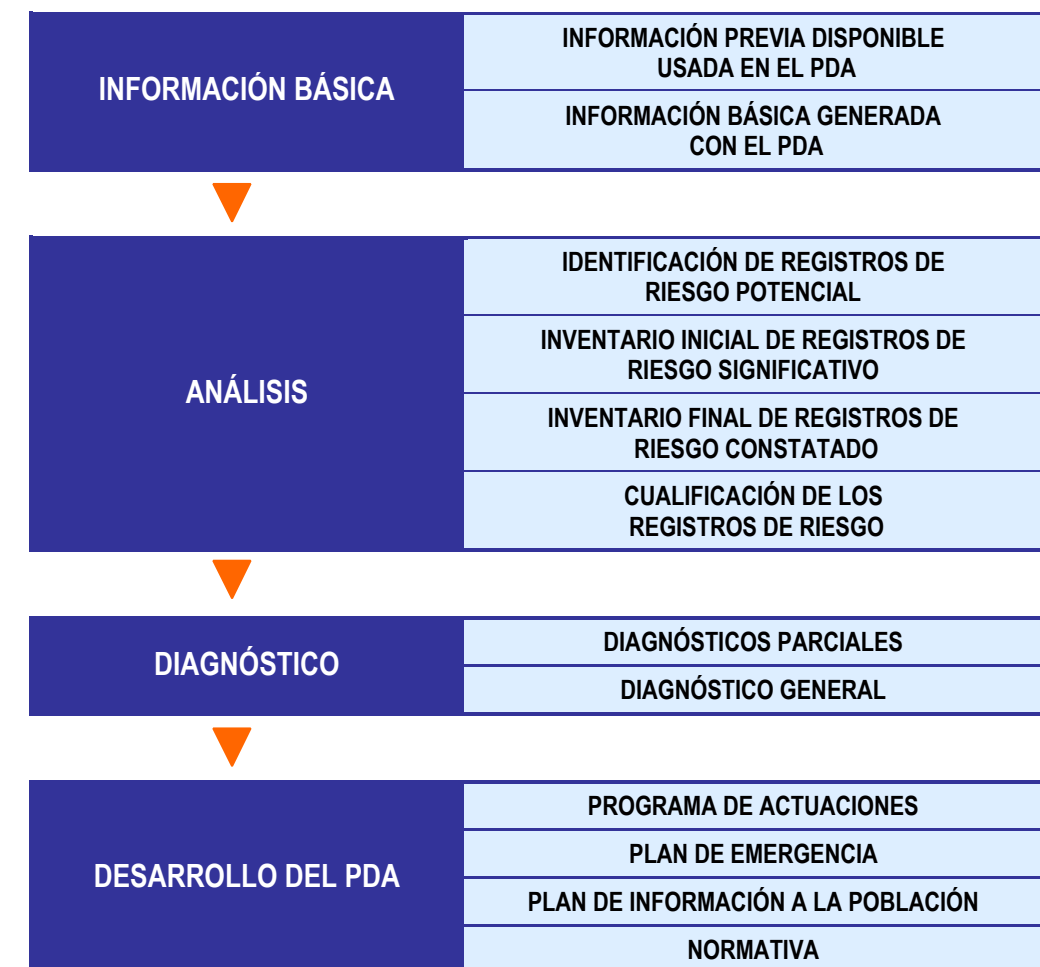 INFORMACIÓN BÁSICA
INFORMACIÓN PREVIA DISPONIBLE
USADA EN EL PDA
INFORMACIÓN BÁSICA GENERADA
CON EL PDA
ANÁLISIS
IDENTIFICACIÓN DE REGISTROS DE
RIESGO POTENCIAL
INVENTARIO INICIAL DE REGISTROS DE
RIESGO SIGNIFICATIVO
INVENTARIO FINAL DE REGISTROS DE
RIESGO CONSTATADO
CUALIFICACIÓN DE LOS
REGISTROS DE RIESGO
DIAGNÓSTICO
DIAGNÓSTICOS PARCIALES
DIAGNÓSTICO GENERAL
DESARROLLO DEL PDA
PROGRAMA DE ACTUACIONES
PLAN DE EMERGENCIA
PLAN DE INFORMACIÓN A LA POBLACIÓN
NORMATIVA